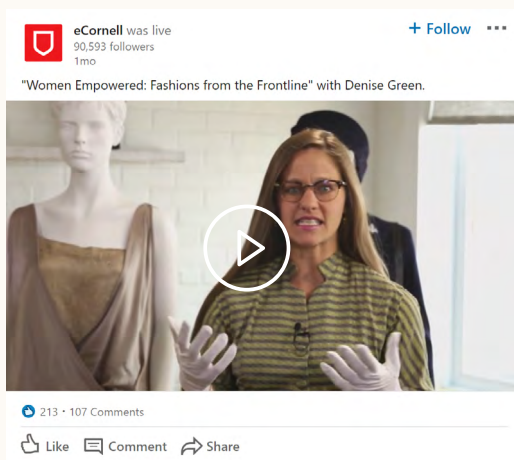 eCornell was live
+ Follow
90,593 followers
1mo
"Women Empowered: Fashions from the Frontline" with Denise Green.
213 • 107 Comments
Like Comment Share